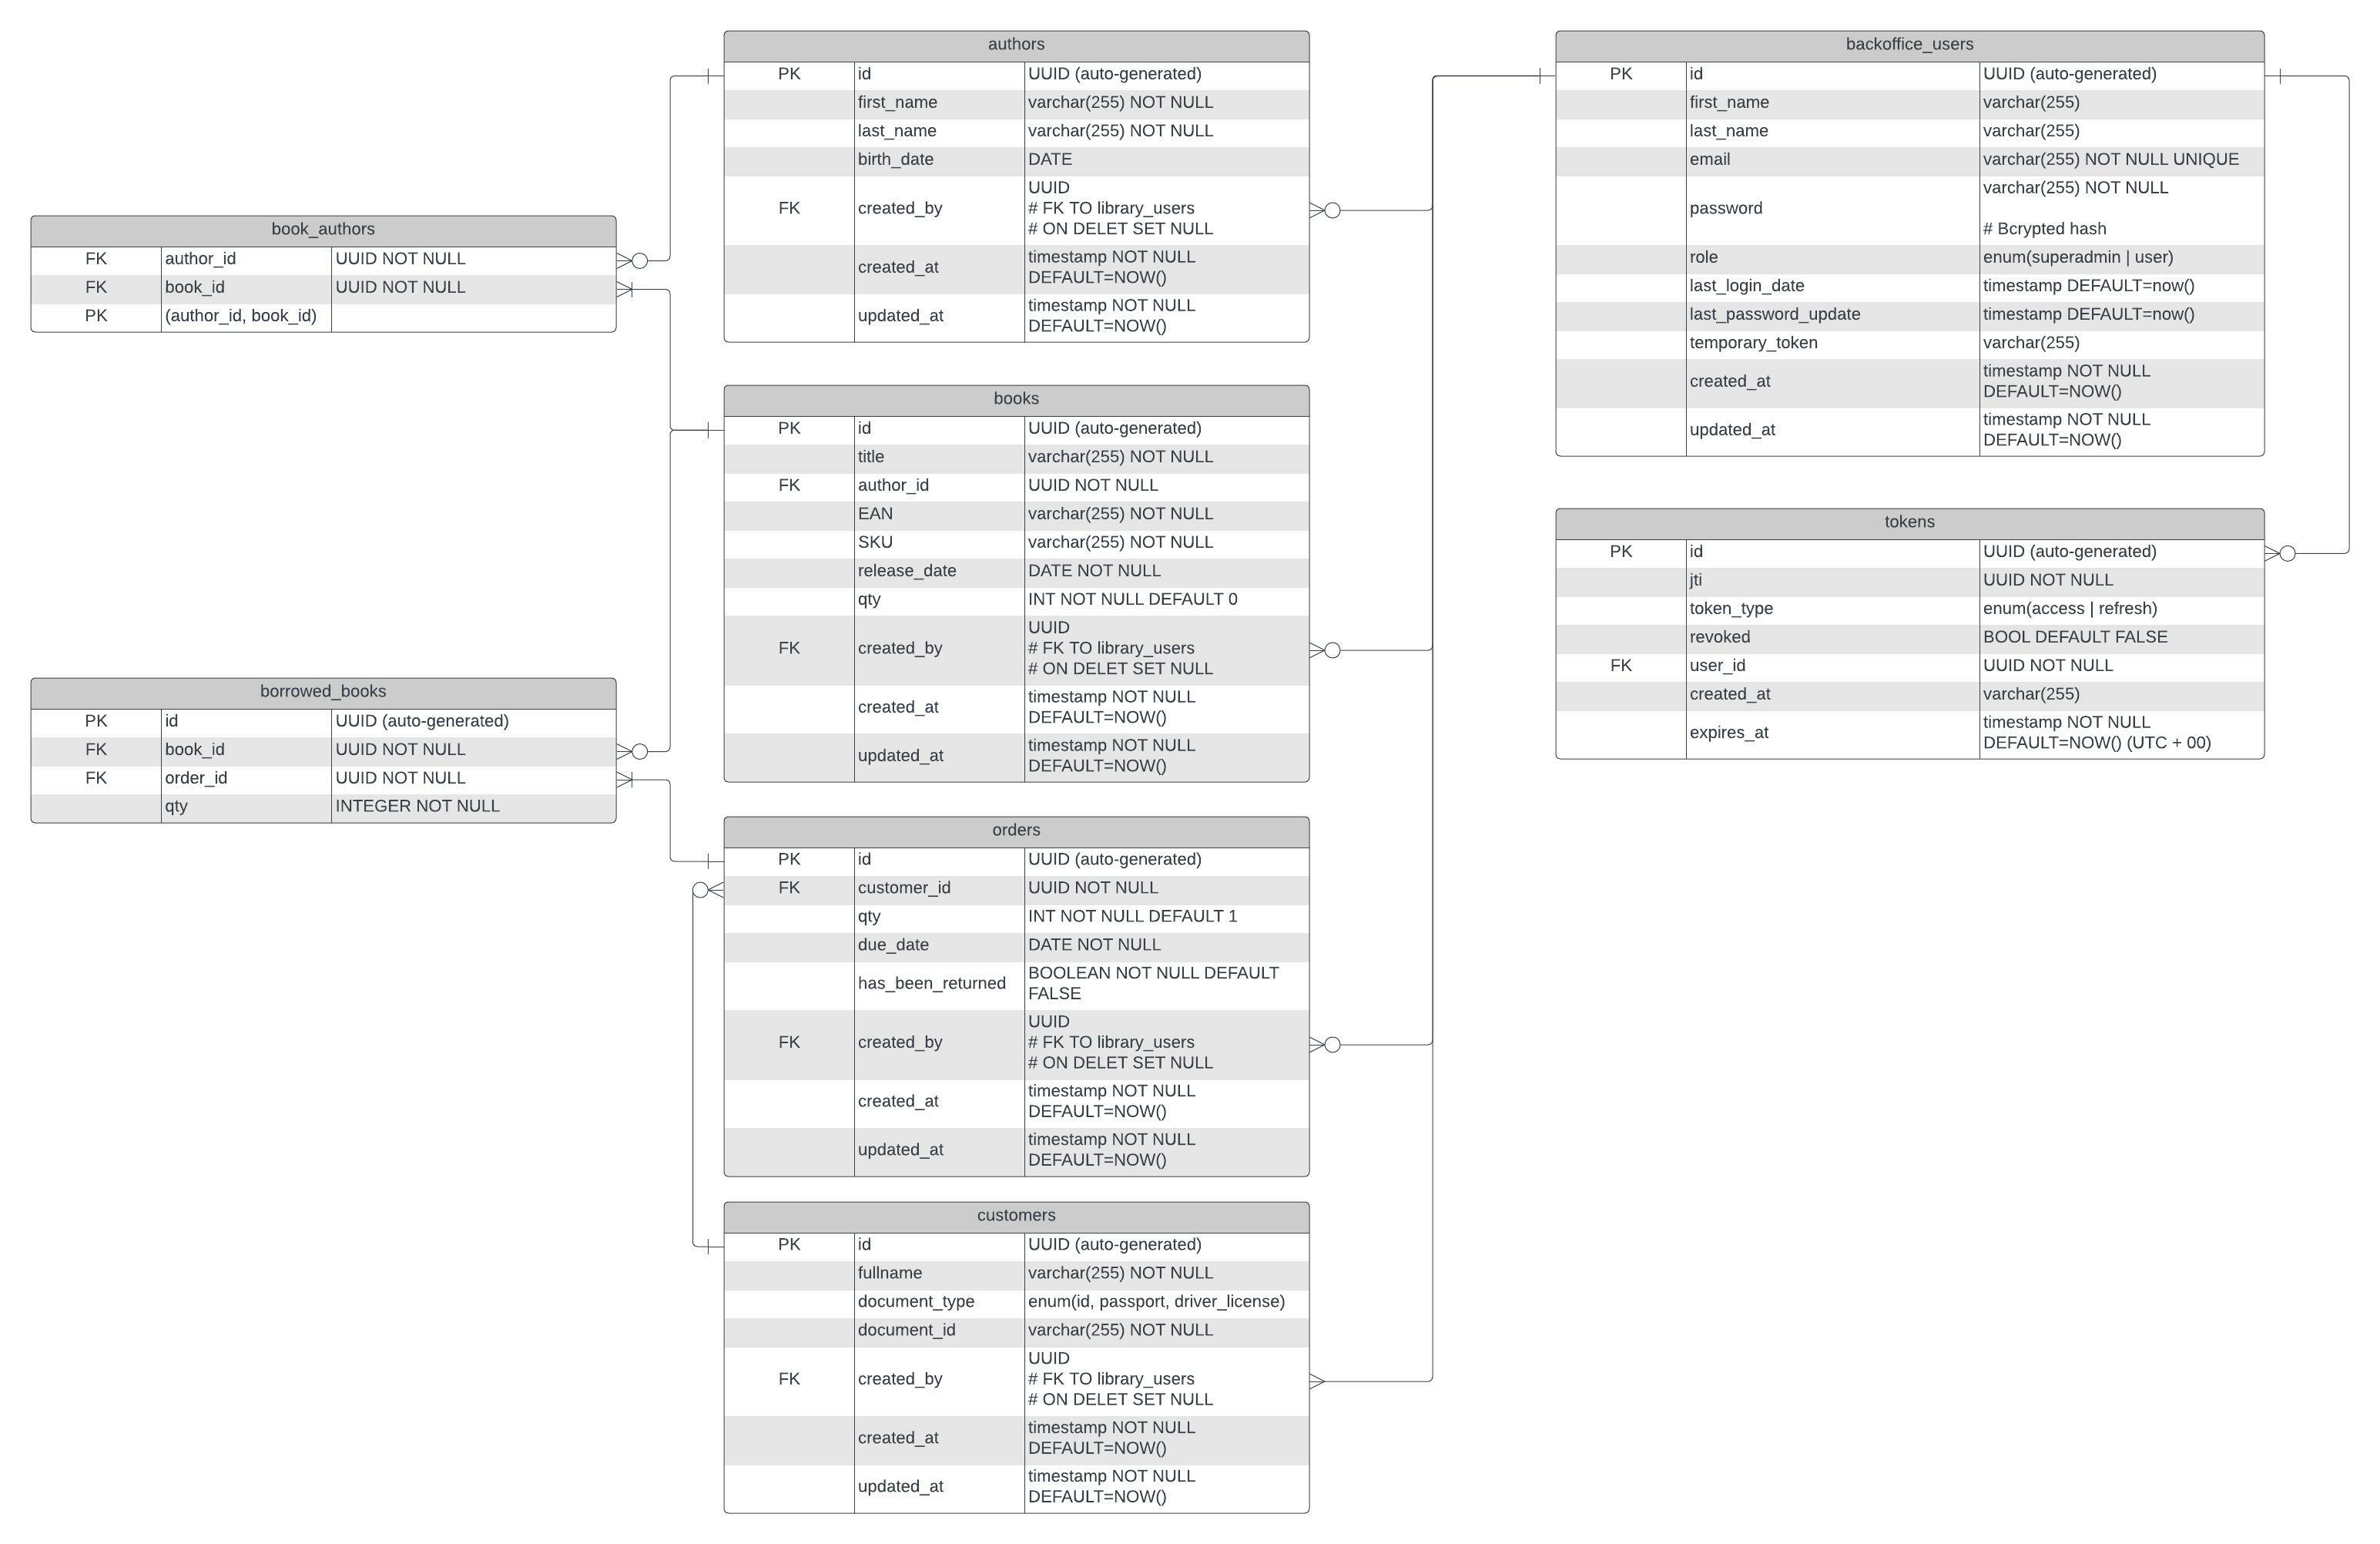 authors
PK id UUID (auto-generated)
first_name varchar(255) NOT NULL
last_name varchar(255) NOT NULL
birth_date DATE
FK created_by UUID
# FK TO library_users
# ON DELET SET NULL
created_at timestamp NOT NULL
DEFAULT=NOW()
updated_at timestamp NOT NULL
DEFAULT=NOW()
backoffice_users
PK id UUID (auto-generated)
first_name varchar(255)
last_name varchar(255)
email varchar(255) NOT NULL UNIQUE
password varchar(255) NOT NULL
# Bcrypted hash
role enum(superadmin | user)
last_login_date timestamp DEFAULT=now()
last_password_update timestamp DEFAULT=now()
temporary_token varchar(255)
created_at timestamp NOT NULL
DEFAULT=NOW()
updated_at timestamp NOT NULL
DEFAULT=NOW()
book_authors
FK author_id UUID NOT NULL
FK book_id UUID NOT NULL
PK (author_id, book_id)
books
PK id UUID (auto-generated)
title varchar(255) NOT NULL
FK author_id UUID NOT NULL
EAN varchar(255) NOT NULL
SKU varchar(255) NOT NULL
release_date DATE NOT NULL
qty INT NOT NULL DEFAULT 0
FK created_by UUID
# FK TO library_users
# ON DELET SET NULL
created_at timestamp NOT NULL
DEFAULT=NOW()
updated_at timestamp NOT NULL
DEFAULT=NOW()
tokens
PK id UUID (auto-generated)
jti UUID NOT NULL
token_type enum(access | refresh)
revoked BOOL DEFAULT FALSE
FK user_id UUID NOT NULL
created_at varchar(255)
expires_at timestamp NOT NULL
DEFAULT=NOW() (UTC + 00)
borrowed_books
PK id UUID (auto-generated)
FK book_id UUID NOT NULL
FK order_id UUID NOT NULL
qty INTEGER NOT NULL
orders
PK id UUID (auto-generated)
FK customer_id UUID NOT NULL
qty INT NOT NULL DEFAULT 1
due_date DATE NOT NULL
has_been_returned BOOLEAN NOT NULL DEFAULT
FALSE
FK created_by UUID
# FK TO library_users
# ON DELET SET NULL
created_at timestamp NOT NULL
DEFAULT=NOW()
updated_at timestamp NOT NULL
DEFAULT=NOW()
customers
PK id UUID (auto-generated)
fullname varchar(255) NOT NULL
document_type enum(id, passport, driver_license)
document_id varchar(255) NOT NULL
FK created_by UUID
# FK TO library_users
# ON DELET SET NULL
created_at timestamp NOT NULL
DEFAULT=NOW()
updated_at timestamp NOT NULL
DEFAULT=NOW()